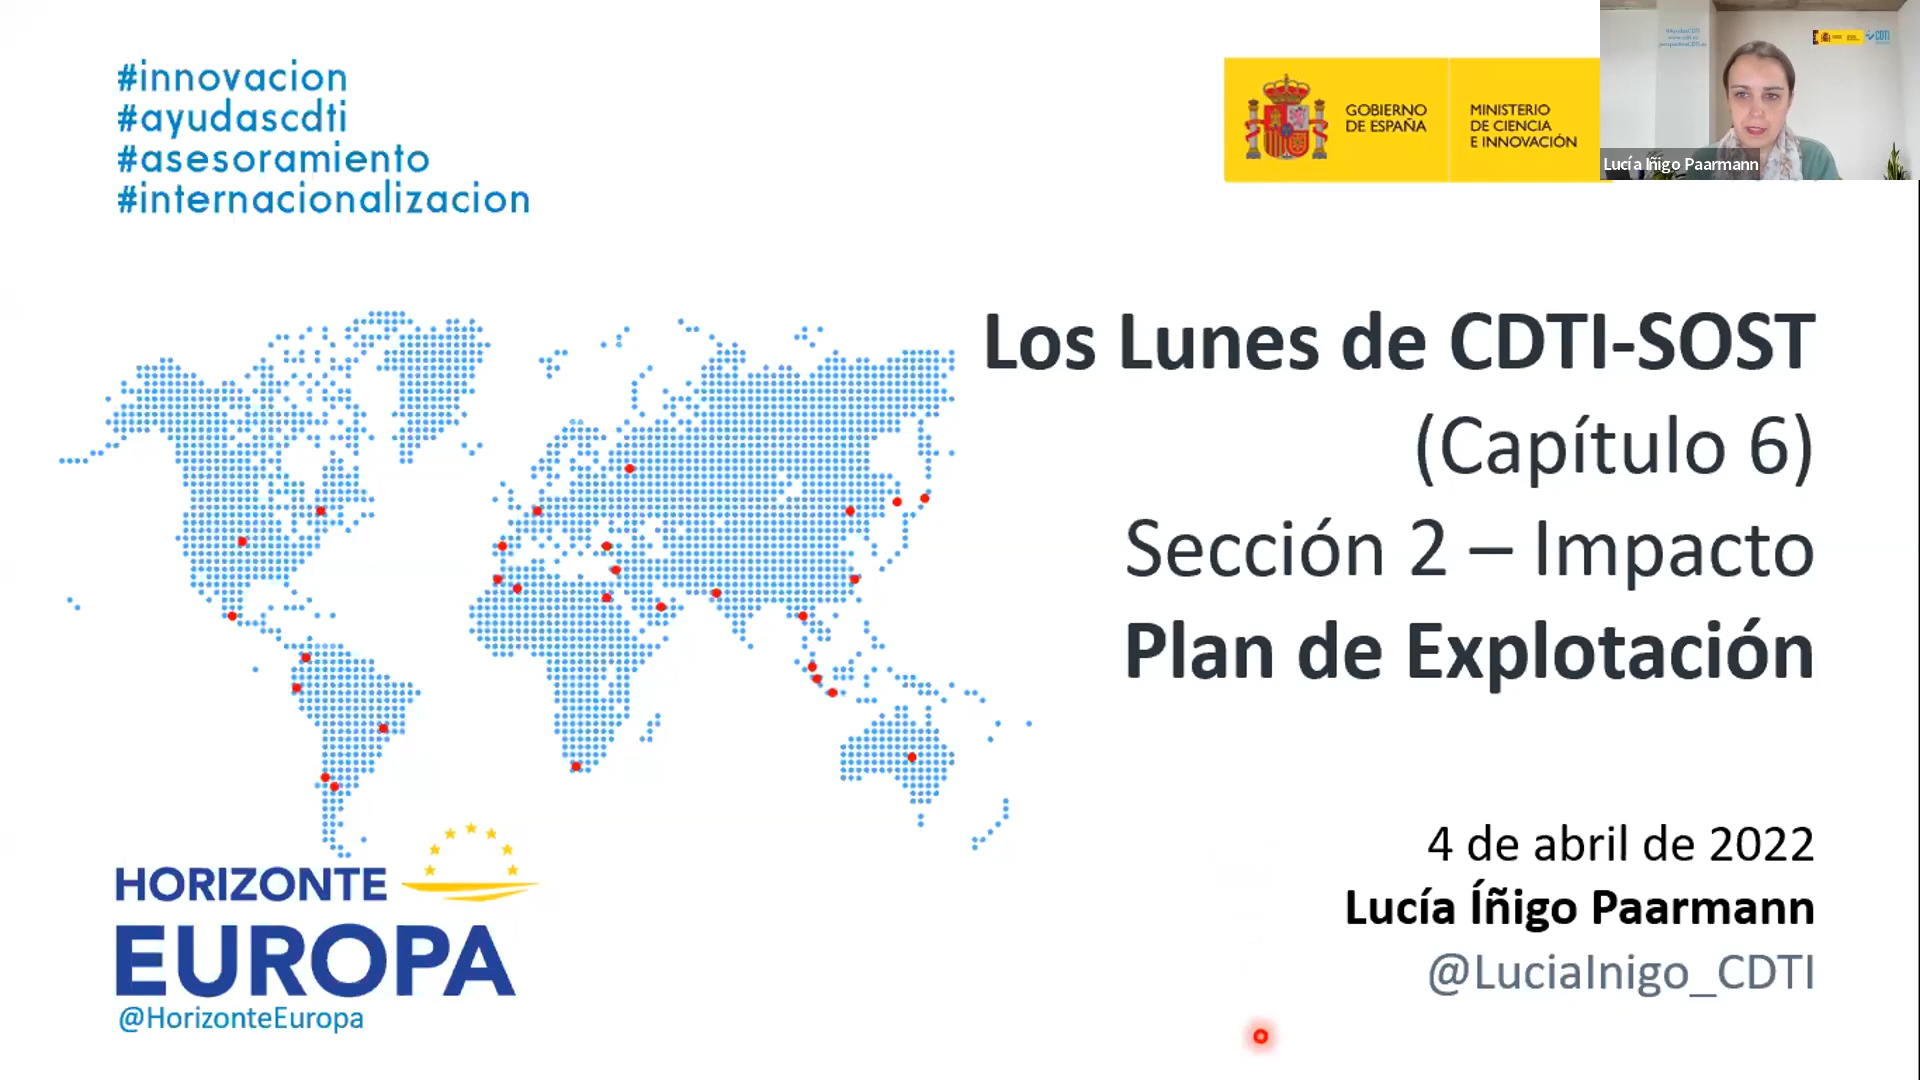 #innovacion
#ayudascdti
#asesoramiento
#internacionalizacion
GOBIERNO
DE ESPAÑA
MINISTERIO
DE CIENCIA
E INNOVACIÓN
CDTI
Lucía Iñigo Paarmann
Los Lunes de CDTI-SOST
(Capítulo 6)
Sección 2 – Impacto
Plan de Explotación
4 de abril de 2022
Lucía Íñigo Paarmann
@LuciaInigo_CDTI
HORIZONTE
EUROPA
@HorizonteEuropa